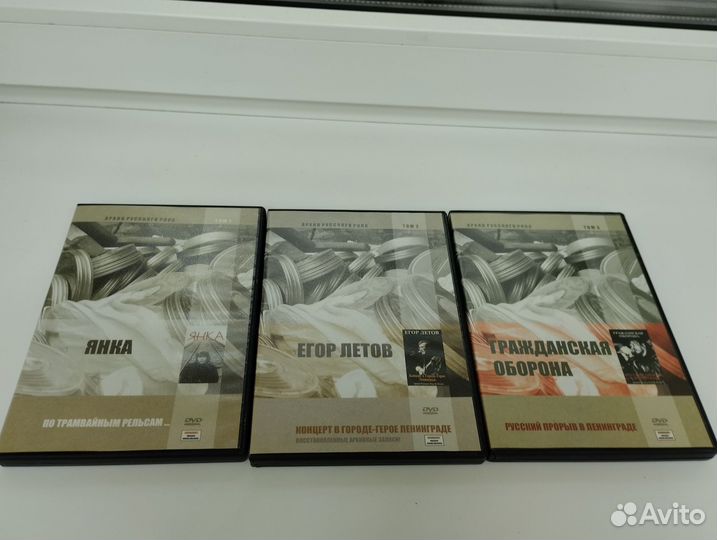 АРХИВ РУССКОГО РОКА
ТОМ 1
ЯНКА
ЯНКА
ПО ТРАМВАЙНЫМ РЕЛЬСАМ ...
DVD
АРХИВ РУССКОГО РОКА
ТОМ 2
ЕГОР ЛЕТОВ
ЕГОР ЛЕТОВ
DVD
КОНЦЕРТ В ГОРОДЕ-ГЕРОЕ ЛЕНИНГРАДЕ
ВОССТАНОВЛЕННЫЕ АРХИВНЫЕ ЗАПИСИ
АРХИВ РУССКОГО РОКА
ТОМ 3
ГРАЖДАНСКАЯ
ОБОРОНА
ГРАЖДАНСКАЯ
ОБОРОНА
DVD
РУССКИЙ ПРОРЫВ В ЛЕНИНГРАДЕ
Avito